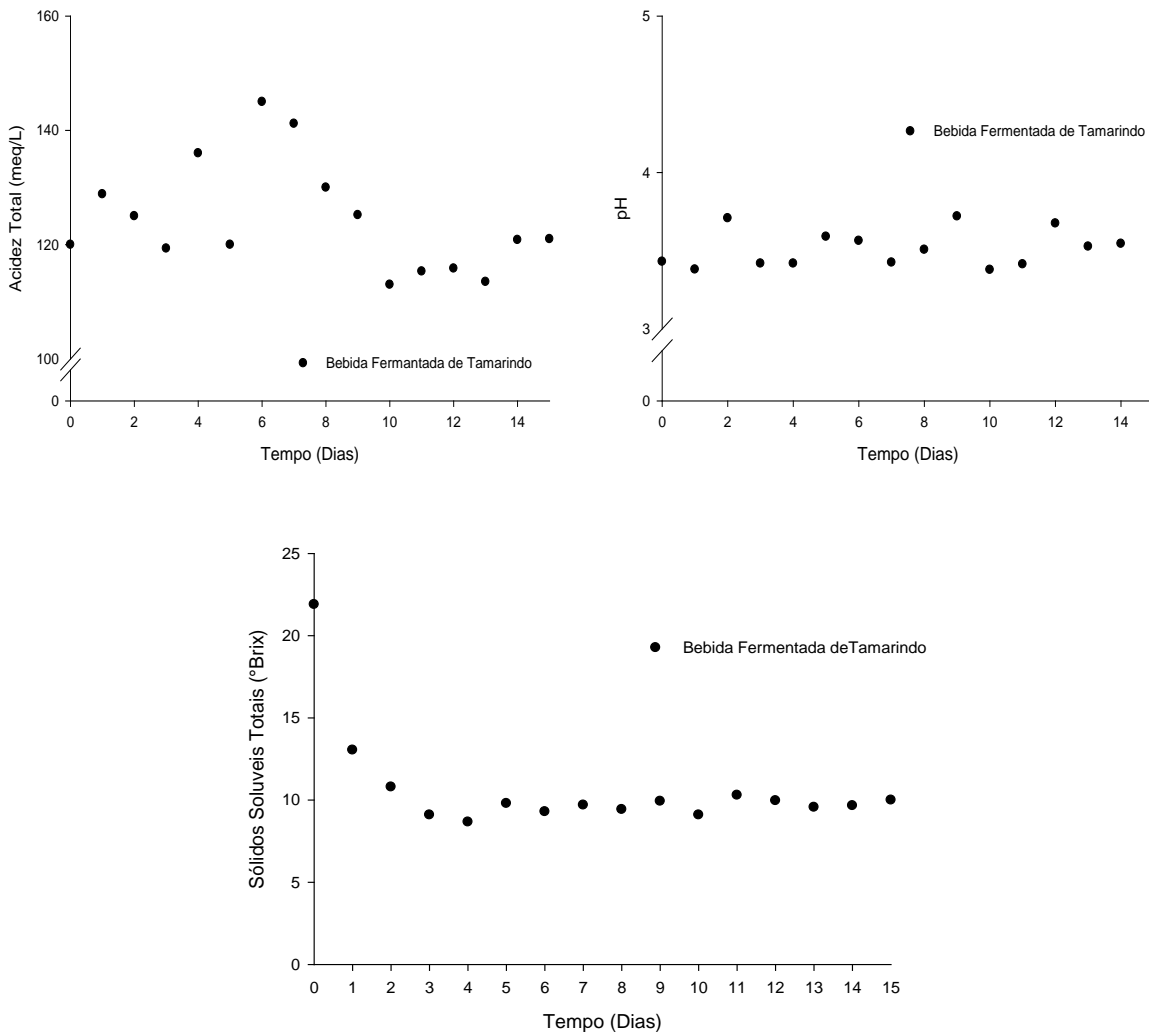 160
140
120
100
0
Acidez Total (meq/L)
Bebida Fermantada de Tamarindo
0 2 4 6 8 10 12 14
Tempo (Dias)
5
4
3
0
pH
Bebida Fermentada de Tamarindo
0 2 4 6 8 10 12 14
Tempo (Dias)
25
20
15
10
5
0
Sólidos Soluveis Totais (°Brix)
Bebida Fermentada deTamarindo
0 1 2 3 4 5 6 7 8 9 10 11 12 13 14 15
Tempo (Dias)